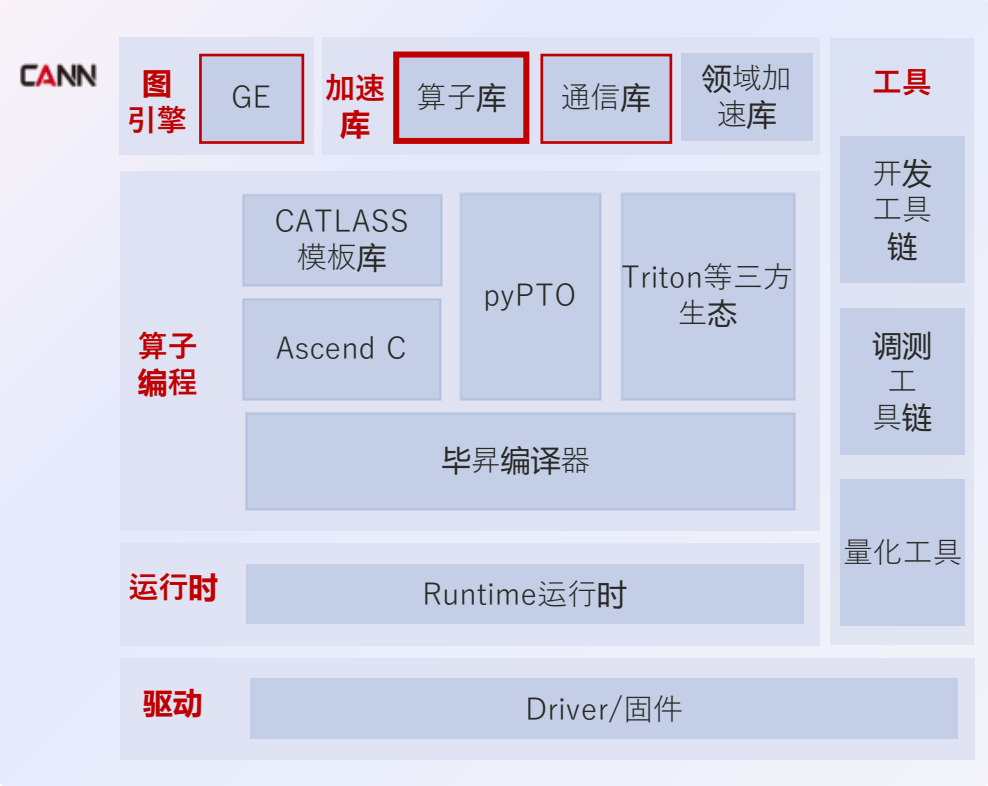 CANN
图
引擎
GE
加速
库
算子库
通信库
领域加
速库
工具
开发
工具
链
调测
工
具链
量化工具
算子
编程
CATLASS
模板库
Ascend C
pyPTO
Triton等三方
生态
毕昇编译器
运行时
Runtime运行时
驱动
Driver/固件